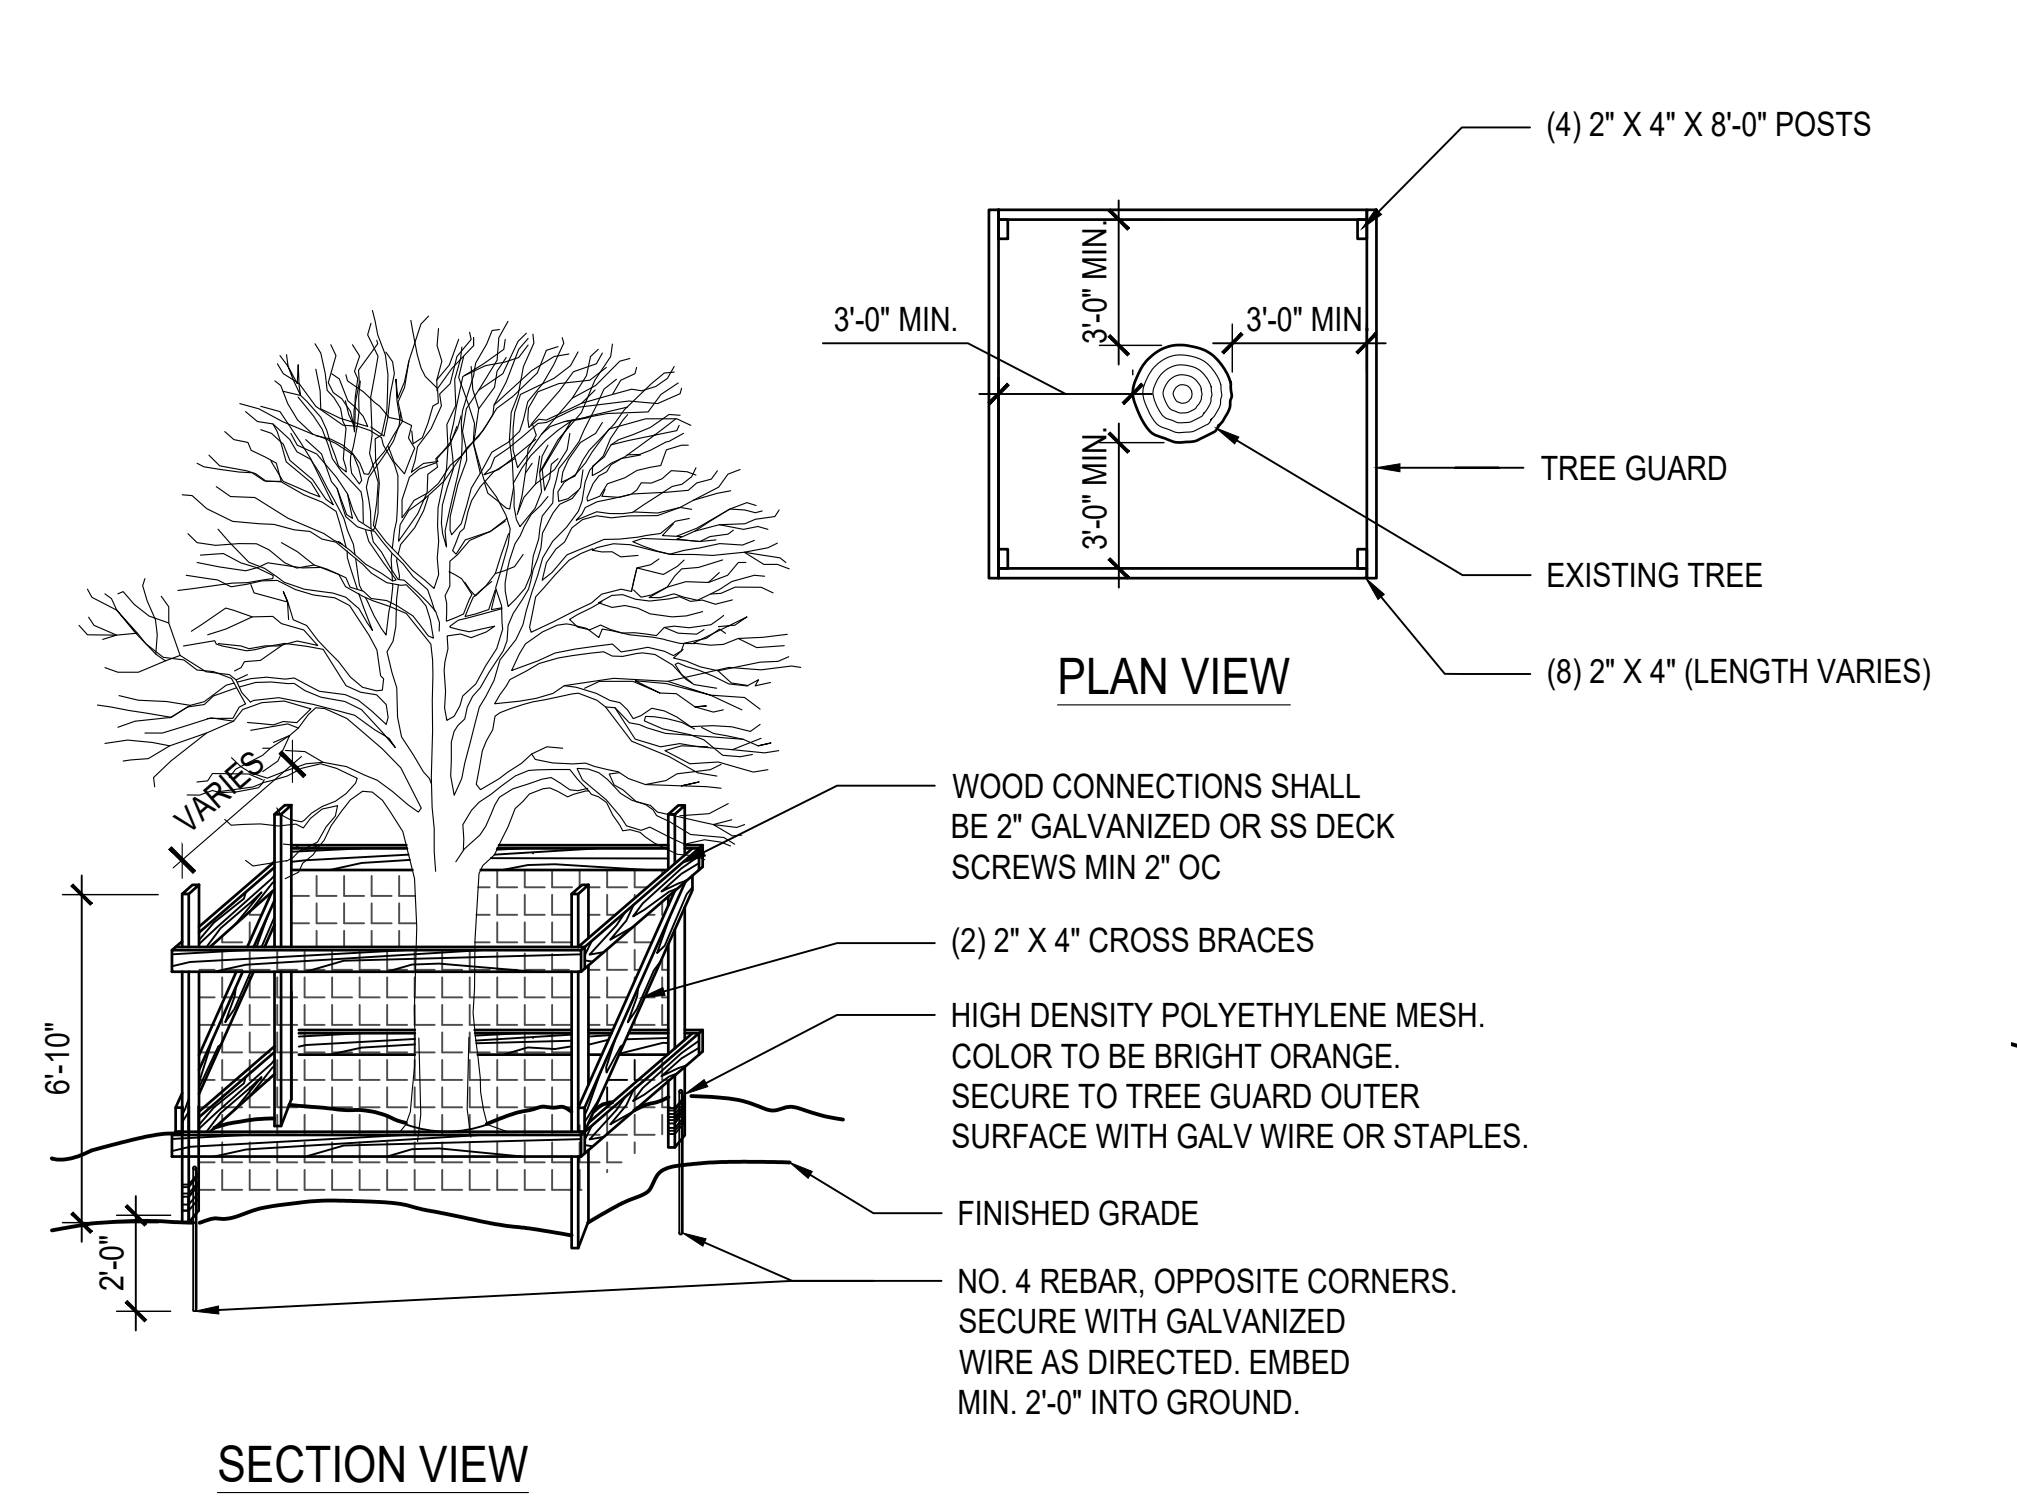 (4) 2" X 4" X 8'-0" POSTS
3'-0" MIN.
3'-0" MIN.
3'-0" MIN.
3'-0" MIN.
TREE GUARD
EXISTING TREE
(8) 2" X 4" (LENGTH VARIES)
PLAN VIEW
VARIES
WOOD CONNECTIONS SHALL
BE 2" GALVANIZED OR SS DECK
SCREWS MIN 2" OC
(2) 2" X 4" CROSS BRACES
HIGH DENSITY POLYETHYLENE MESH.
COLOR TO BE BRIGHT ORANGE.
SECURE TO TREE GUARD OUTER
SURFACE WITH GALV WIRE OR STAPLES.
6'-10"
FINISHED GRADE
2'-0"
NO. 4 REBAR, OPPOSITE CORNERS.
SECURE WITH GALVANIZED
WIRE AS DIRECTED. EMBED
MIN. 2'-0" INTO GROUND.
SECTION VIEW